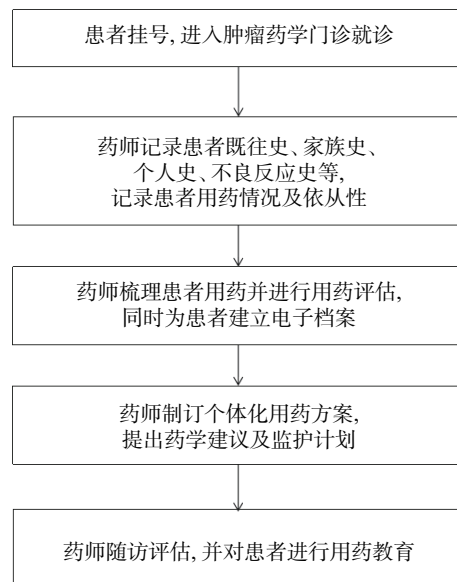 患者挂号, 进入肿瘤药学门诊就诊
药师记录患者既往史、家族史、
个人史、不良反应史等,
记录患者用药情况及依从性
药师梳理患者用药并进行用药评估,
同时为患者建立电子档案
药师制订个体化用药方案,
提出药学建议及监护计划
药师随访评估, 并对患者进行用药教育